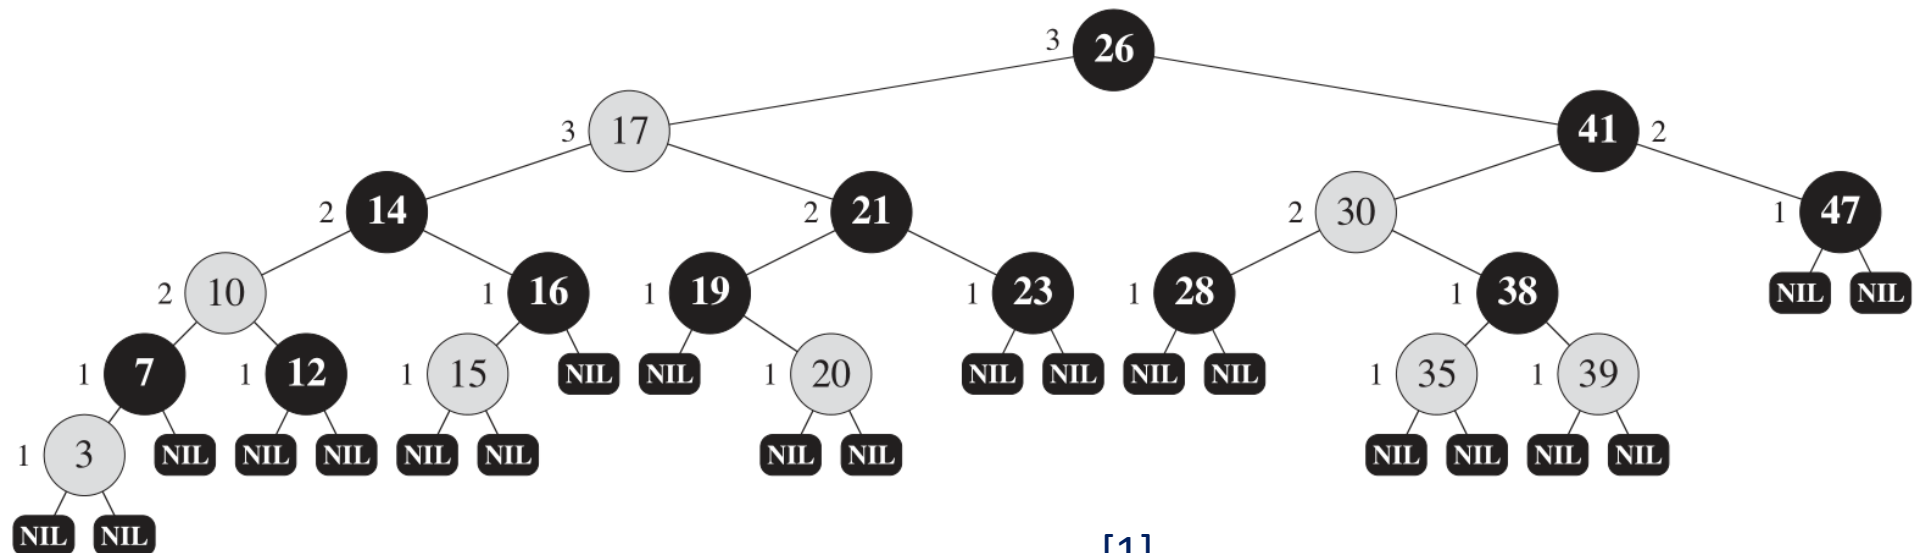 3 26
3 17 41 2
2 14 2 21 2 30 1 47
2 10 1 16 1 19 1 23 1 28 1 38 NIL NIL
1 7 1 12 1 15 NIL NIL 1 20 NIL NIL NIL NIL 1 35 1 39
1 3 NIL NIL NIL NIL NIL NIL NIL NIL NIL NIL NIL NIL
NIL NIL
[1]